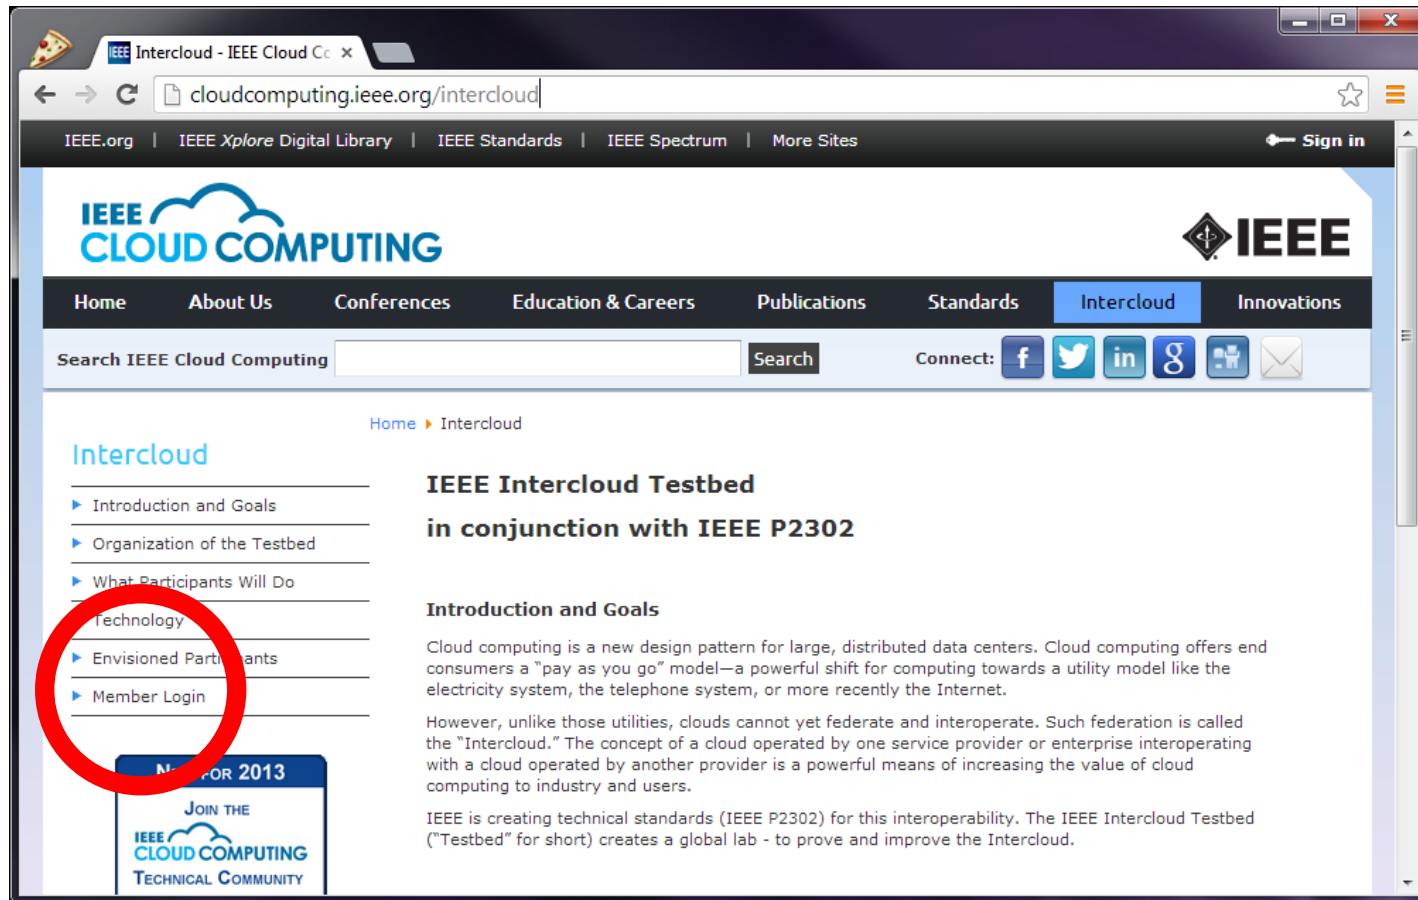 IEEE Intercloud - IEEE Cloud Cc
cloudcomputing.ieee.org/intercloud
IEEE.org | IEEE Xplore Digital Library | IEEE Standards | IEEE Spectrum | More Sites Sign in
IEEE
CLOUD COMPUTING
IEEE
Home About Us Conferences Education & Careers Publications Standards Intercloud Innovations
Search IEEE Cloud Computing Search Connect:
Home Intercloud
Intercloud
Introduction and Goals
Organization of the Testbed
What Participants Will Do
Technology
Envisioned Participants
Member Login
IEEE Intercloud Testbed
in conjunction with IEEE P2302
Introduction and Goals
Cloud computing is a new design pattern for large, distributed data centers. Cloud computing offers end
consumers a “pay as you go” model—a powerful shift for computing towards a utility model like the
electricity system, the telephone system, or more recently the Internet.
However, unlike those utilities, clouds cannot yet federate and interoperate. Such federation is called
the “Intercloud.” The concept of a cloud operated by one service provider or enterprise interoperating
with a cloud operated by another provider is a powerful means of increasing the value of cloud
computing to industry and users.
IEEE is creating technical standards (IEEE P2302) for this interoperability. The IEEE Intercloud Testbed
(“Testbed” for short) creates a global lab - to prove and improve the Intercloud.
New for 2013
Join the
IEEE
CLOUD COMPUTING
Technical Community